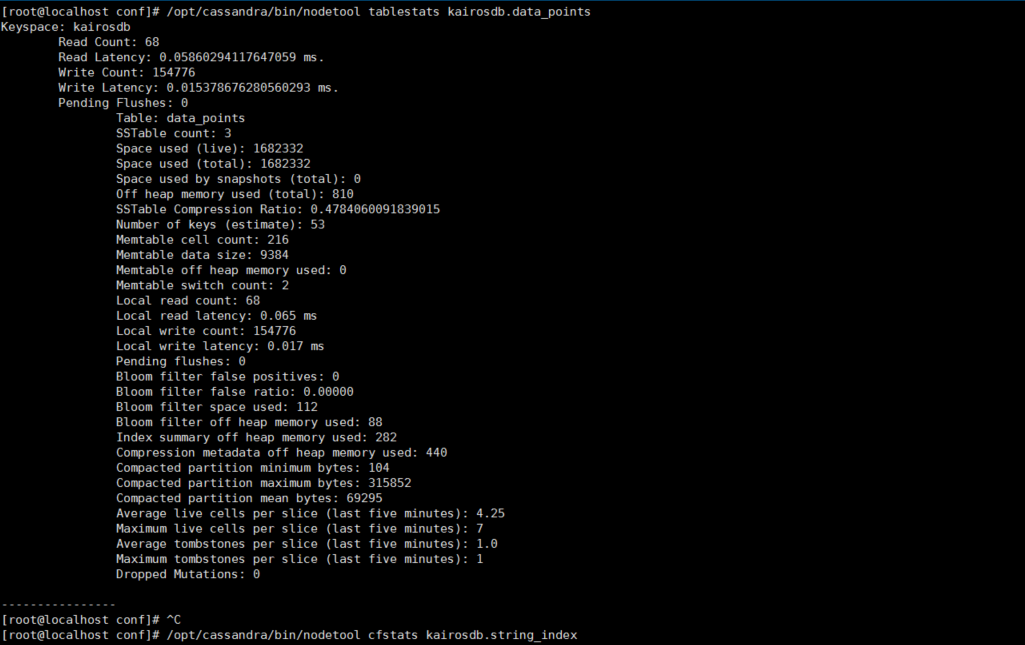 [root@localhost conf]# /opt/cassandra/bin/nodetool tablestats kairosdb.data_points
Keyspace: kairosdb
        Read Count: 68
        Read Latency: 0.05860294117647059 ms.
        Write Count: 154776
        Write Latency: 0.015378676280560293 ms.
        Pending Flushes: 0
                Table: data_points
                SSTable count: 3
                Space used (live): 1682332
                Space used (total): 1682332
                Space used by snapshots (total): 0
                Off heap memory used (total): 810
                SSTable Compression Ratio: 0.4784060091839015
                Number of keys (estimate): 53
                Memtable cell count: 216
                Memtable data size: 9384
                Memtable off heap memory used: 0
                Memtable switch count: 2
                Local read count: 68
                Local read latency: 0.065 ms
                Local write count: 154776
                Local write latency: 0.017 ms
                Pending flushes: 0
                Bloom filter false positives: 0
                Bloom filter false ratio: 0.00000
                Bloom filter space used: 112
                Bloom filter off heap memory used: 88
                Index summary off heap memory used: 282
                Compression metadata off heap memory used: 440
                Compacted partition minimum bytes: 104
                Compacted partition maximum bytes: 315852
                Compacted partition mean bytes: 69295
                Average live cells per slice (last five minutes): 4.25
                Maximum live cells per slice (last five minutes): 7
                Average tombstones per slice (last five minutes): 1.0
                Maximum tombstones per slice (last five minutes): 1
                Dropped Mutations: 0

----------------
[root@localhost conf]# ^C
[root@localhost conf]# /opt/cassandra/bin/nodetool cfstats kairosdb.string_index